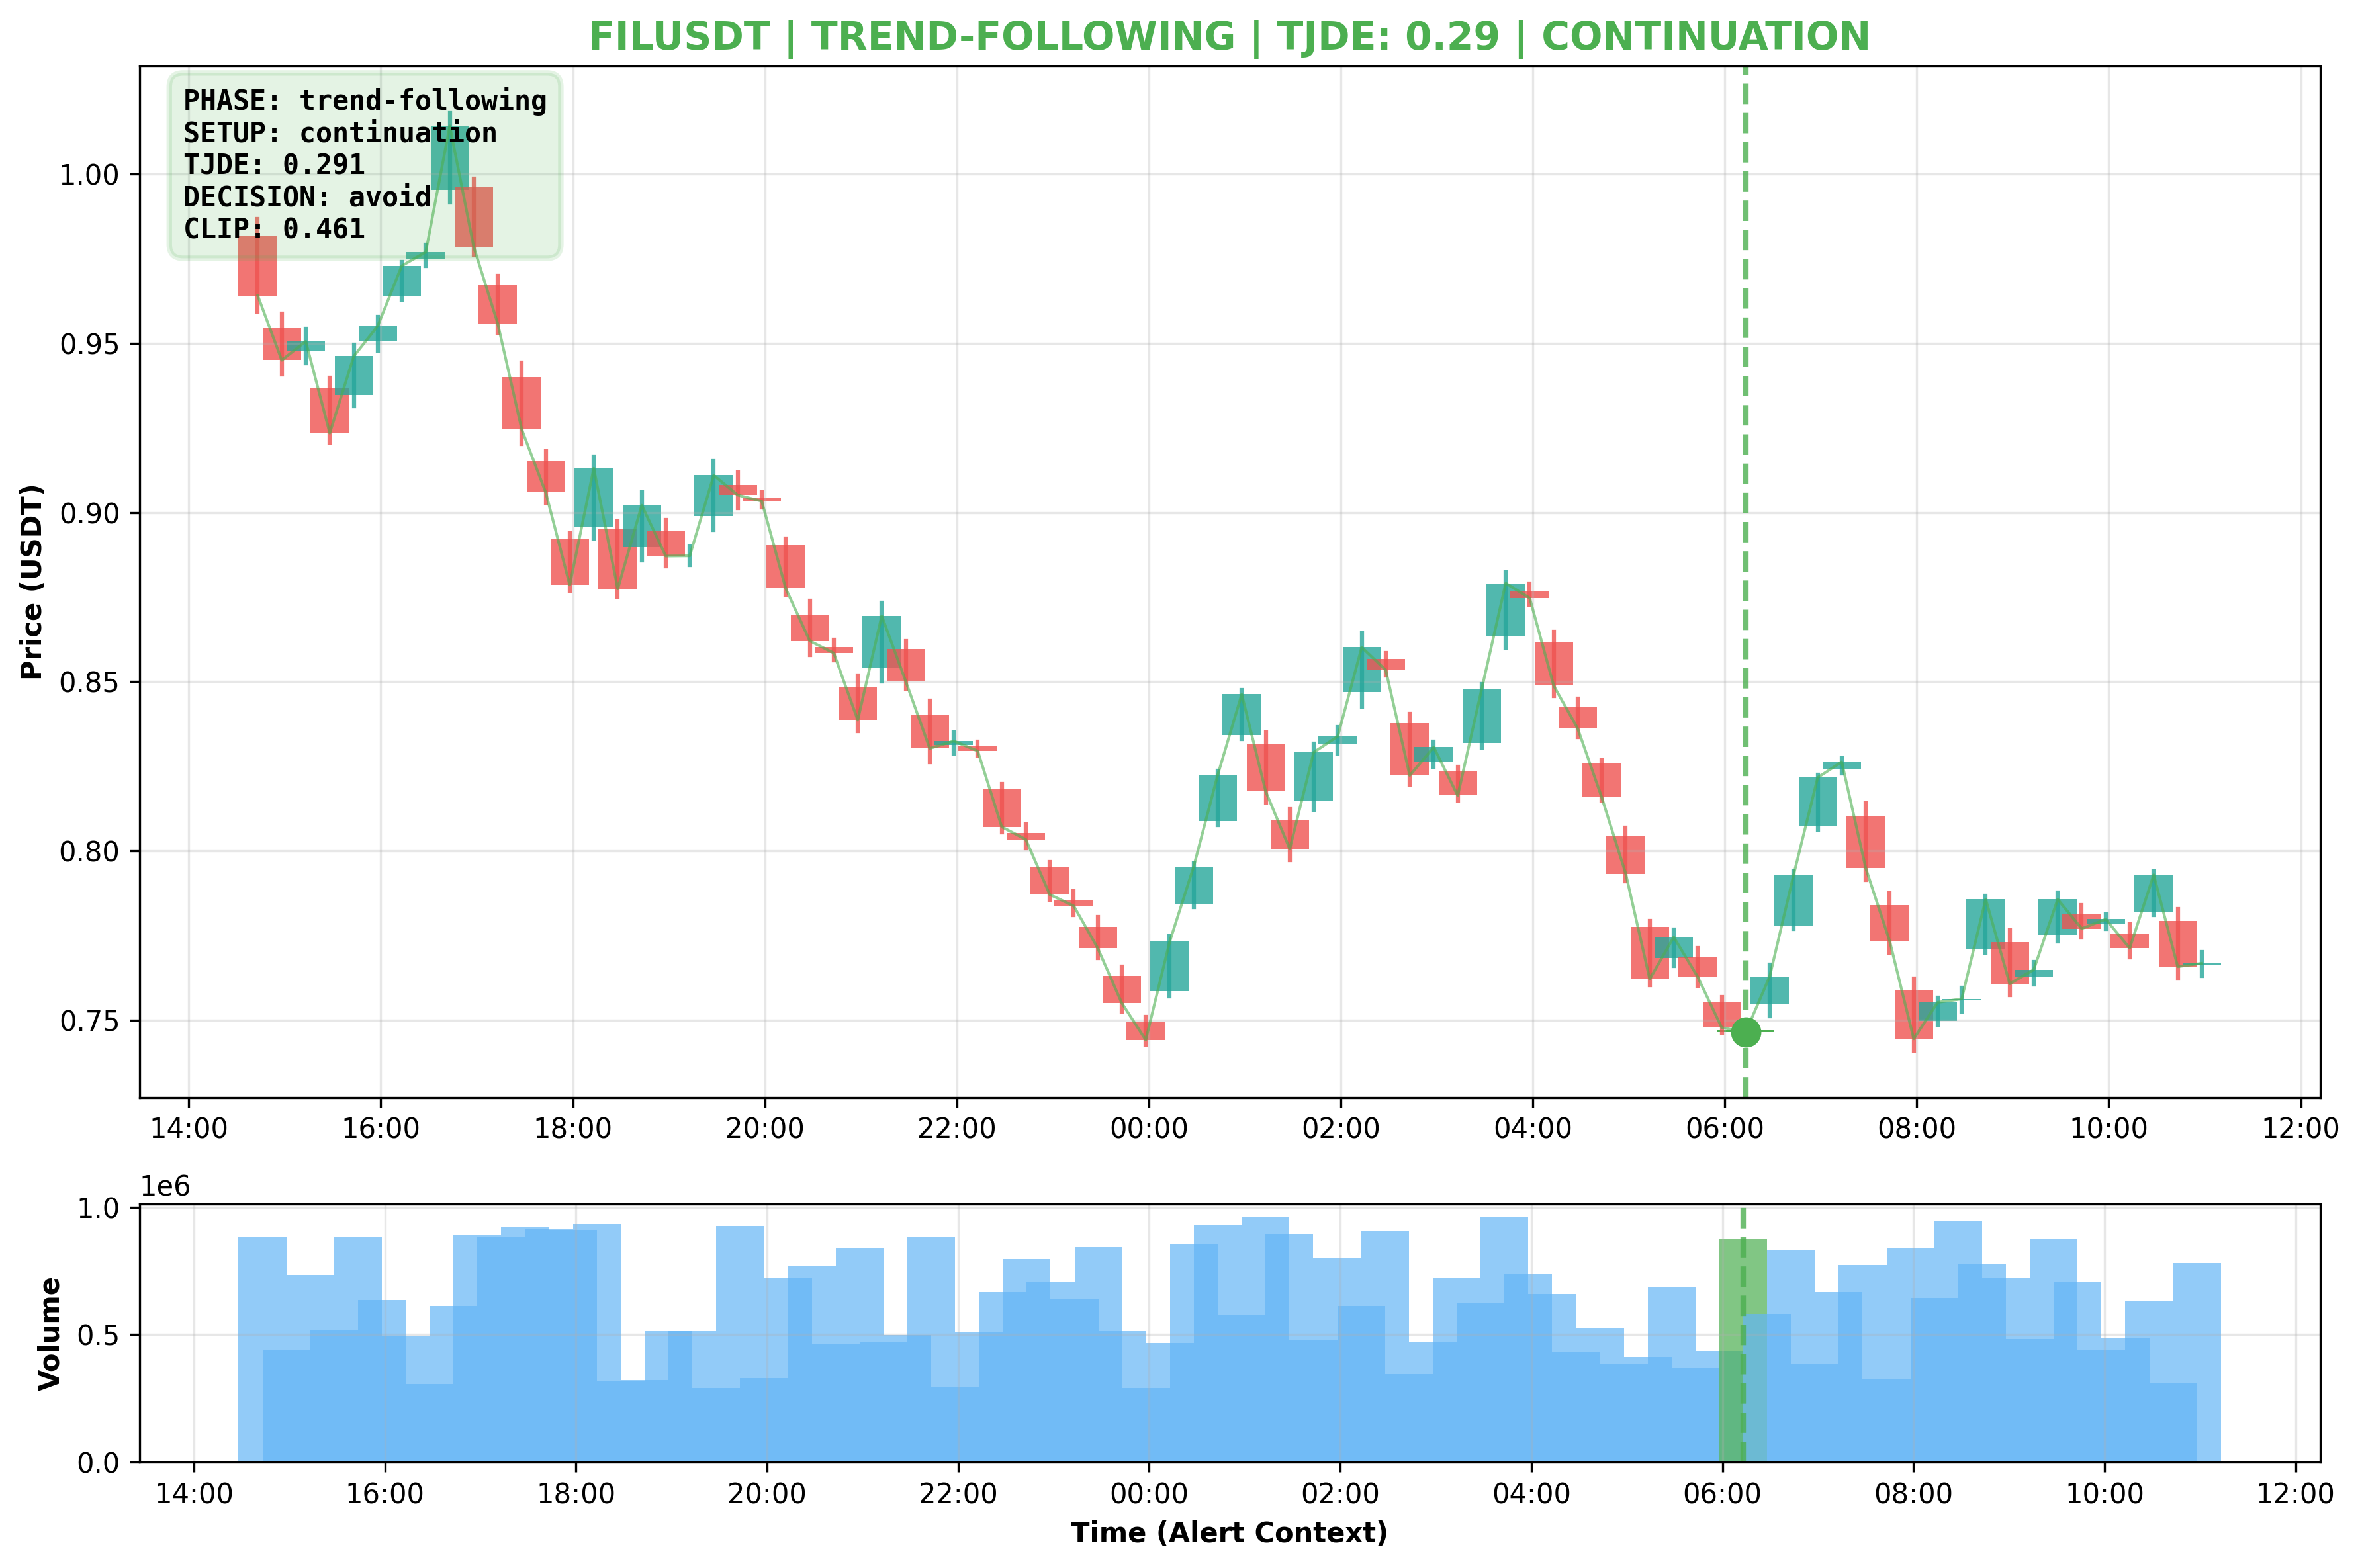 FILUSDT | TREND-FOLLOWING | TJDE: 0.29 | CONTINUATION
PHASE: trend-following
SETUP: continuation
TJDE: 0.291
DECISION: avoid
CLIP: 0.461
Price (USDT)
1.00
0.95
0.90
0.85
0.80
0.75
14:00 16:00 18:00 20:00 22:00 00:00 02:00 04:00 06:00 08:00 10:00 12:00
1e6
Volume
1.0
0.5
0.0
14:00 16:00 18:00 20:00 22:00 00:00 02:00 04:00 06:00 08:00 10:00 12:00
Time (Alert Context)